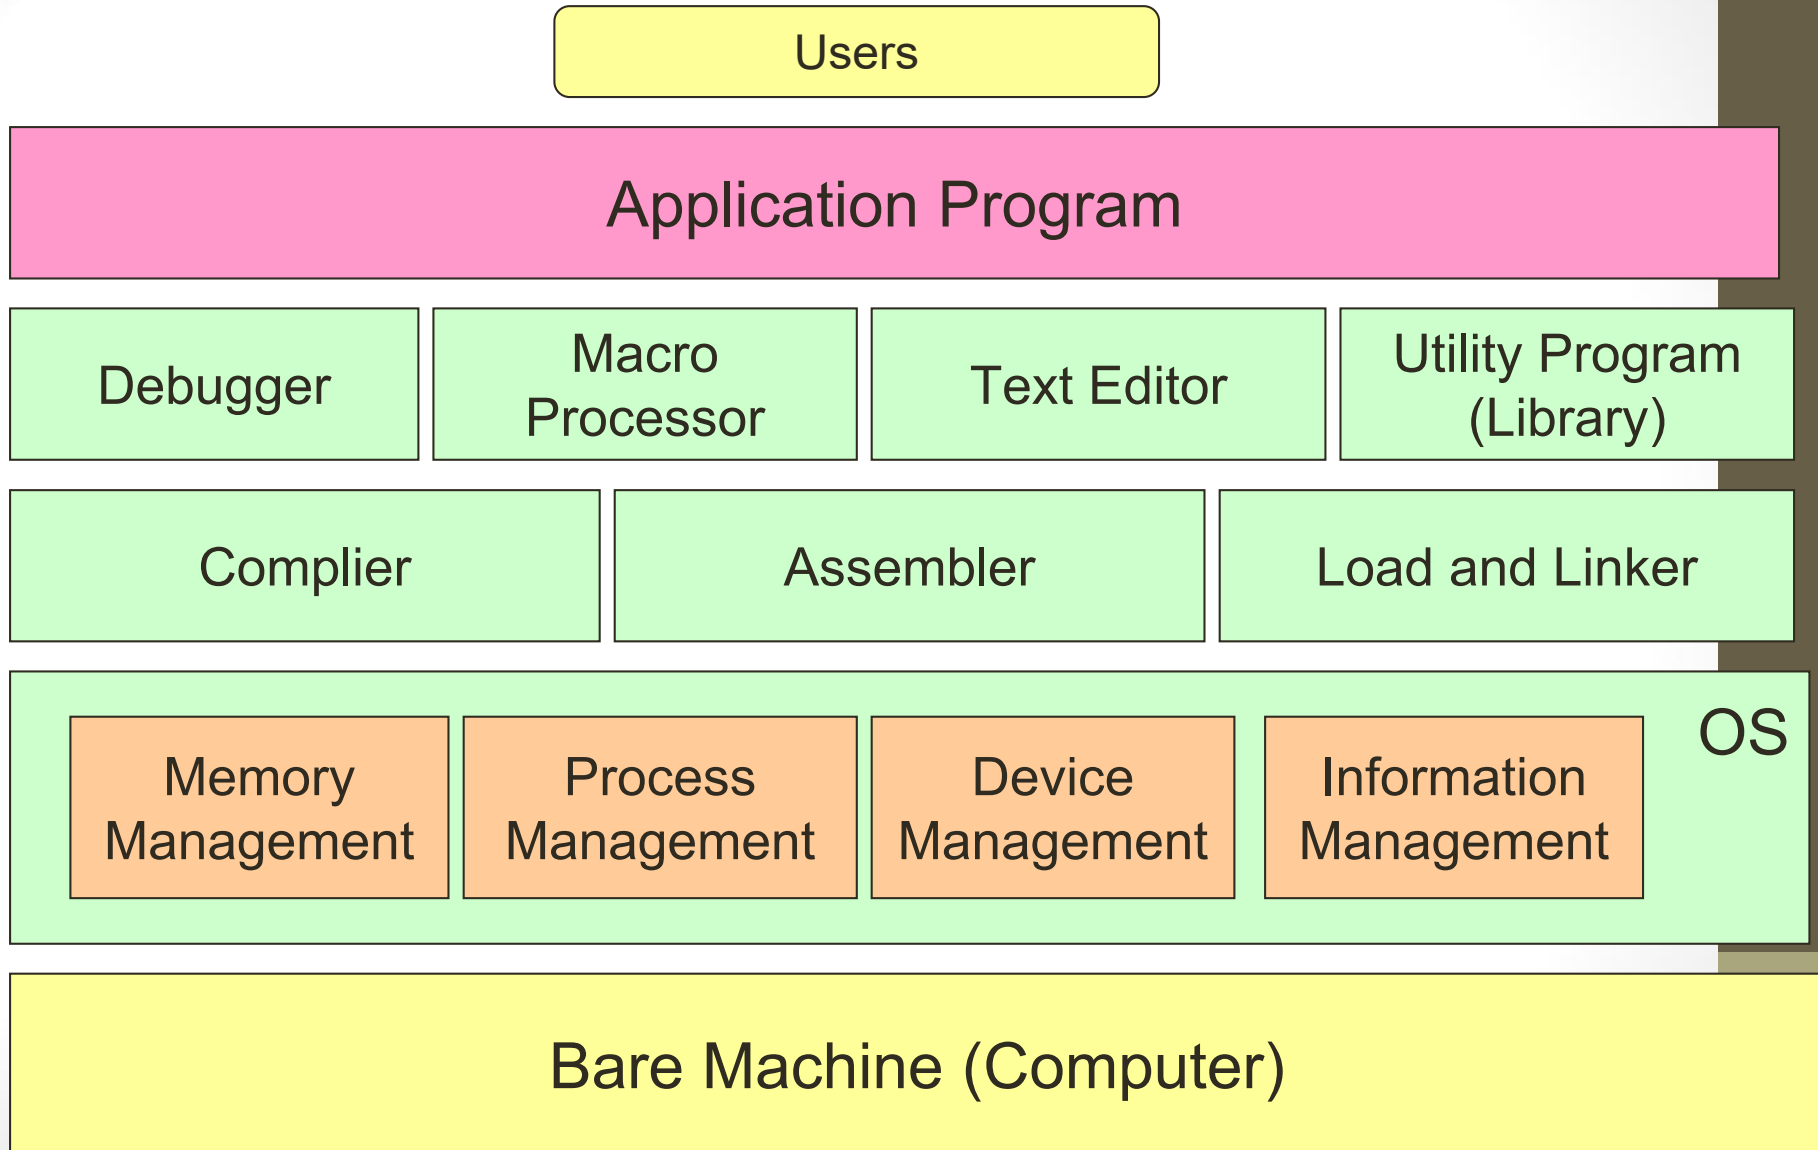 Users
Application Program
Debugger
Macro
Processor
Text Editor
Utility Program
(Library)
Complier
Assembler
Load and Linker
OS
Memory
Management
Process
Management
Device
Management
Information
Management
Bare Machine (Computer)